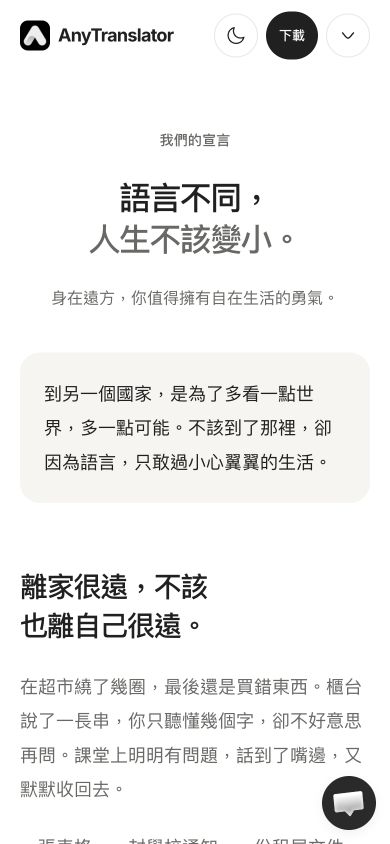 AnyTranslator
下載
我們的宣言
語言不同，
人生不該變小。
身在遠方，你值得擁有自在生活的勇氣。
到另一個國家，是為了多看一點世
界，多一點可能。不該到了那裡，卻
因為語言，只敢過小心翼翼的生活。
離家很遠，不該
也離自己很遠。
在超市繞了幾圈，最後還是買錯東西。櫃台
說了一長串，你只聽懂幾個字，卻不好意思
再問。課堂上明明有問題，話到了嘴邊，又
默默收回去。